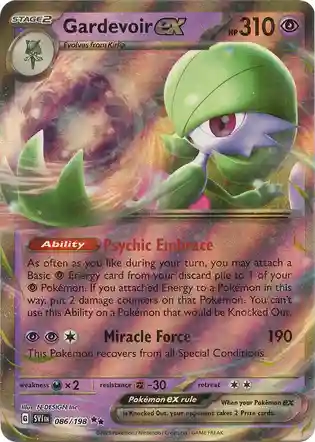 STAGE2
Gardevoir ex
HP 310
Evolves from Kirlia
Ability Psychic Embrace
As often as you like during your turn, you may attach a
Basic Energy card from your discard pile to 1 of your
Pokémon. If you attached Energy to a Pokémon in this
way, put 2 damage counters on that Pokémon. You can't
use this Ability on a Pokémon that would be Knocked Out.
Miracle Force 190
This Pokémon recovers from all Special Conditions.
weakness ×2 resistance -30 retreat
Illus. N-DESIGN Inc.
Pokémon ex rule
When your Pokémon ex is Knocked Out, your opponent takes 2 Prize cards.
G SVI EN 086/198